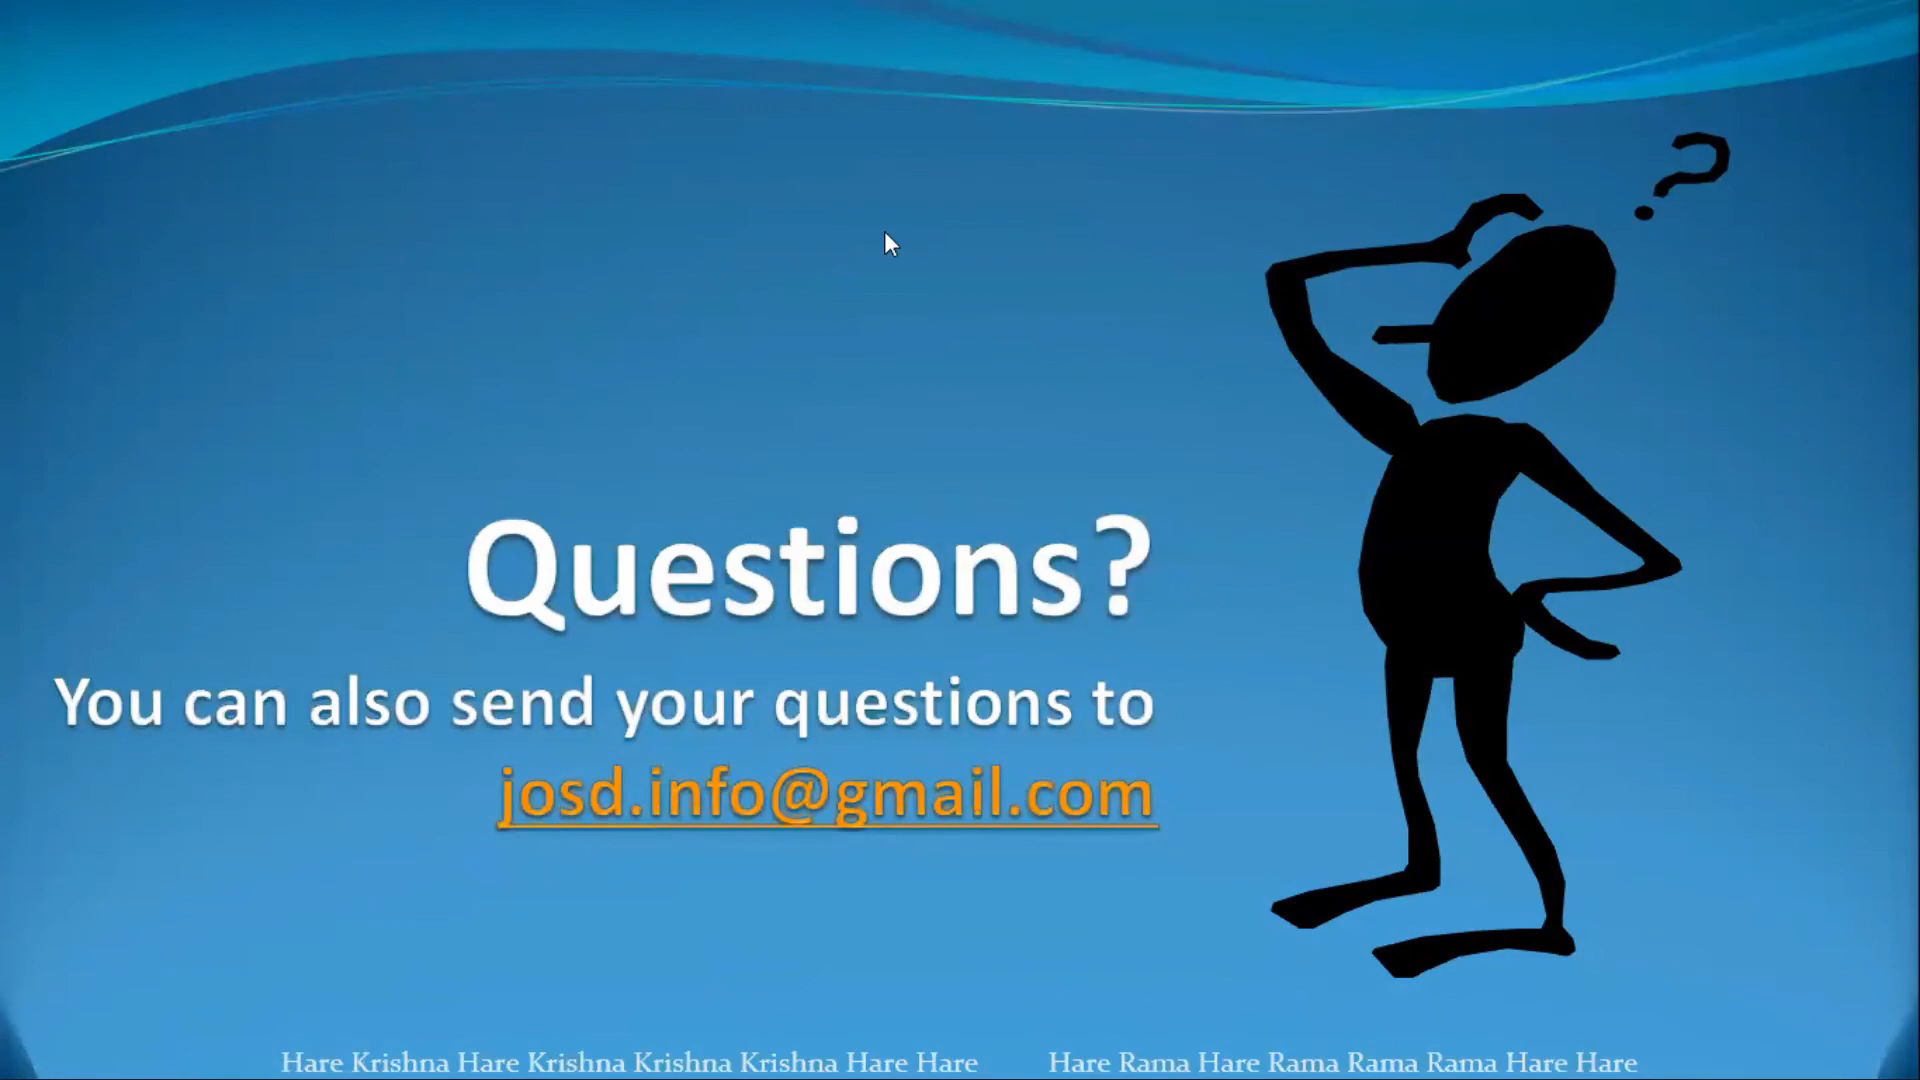 ?
Questions?
You can also send your questions to
josd.info@gmail.com
Hare Krishna Hare Krishna Krishna Krishna Hare Hare Hare Rama Hare Rama Rama Rama Hare Hare